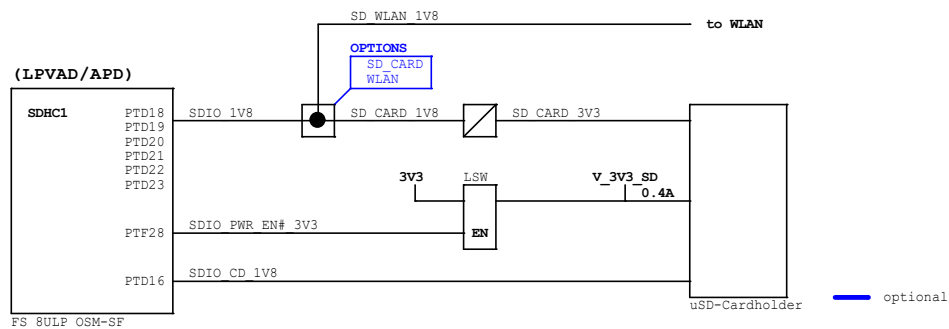 SD_WLAN_1V8
to WLAN
OPTIONS
SD_CARD
WLAN
(LPVAD/APD)
SDHC1
PTD18
SDIO_1V8
SD_CARD_1V8
SD_CARD_3V3
PTD19
PTD20
PTD21
PTD22
PTD23
3V3
LSW
V_3V3_SD
0.4A
PTF28
SDIO_PWR_EN#_3V3
EN
PTD16
SDIO_CD_1V8
uSD-Cardholder
optional
FS 8ULP OSM-SF